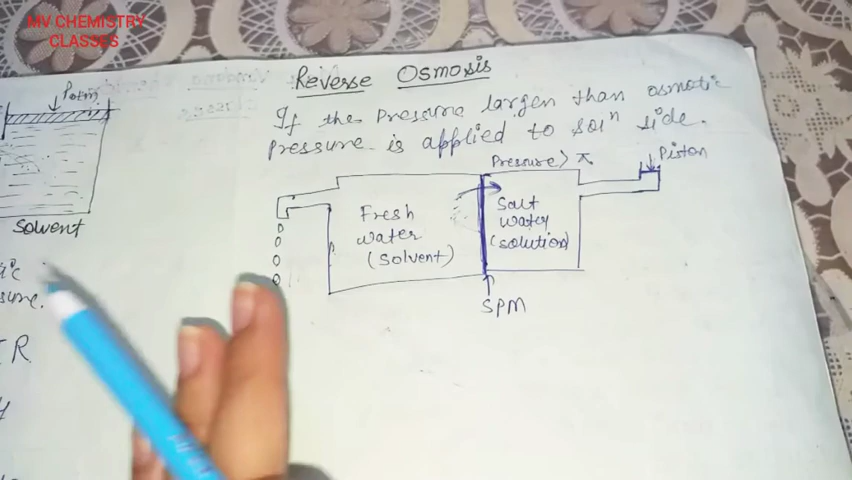 MV CHEMISTRY
CLASSES
Reverse Osmosis
If the Pressure larger than osmotic
pressure is applied to solⁿ side.
Pressure > π
Piston
Fresh
water
(solvent)
Salt
water
(solution)
SPM
Patm
Solvent
sure.